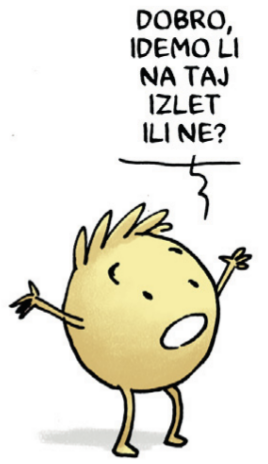 DOBRO,
IDEMO LI
NA TAJ
IZLET
ILI NE?